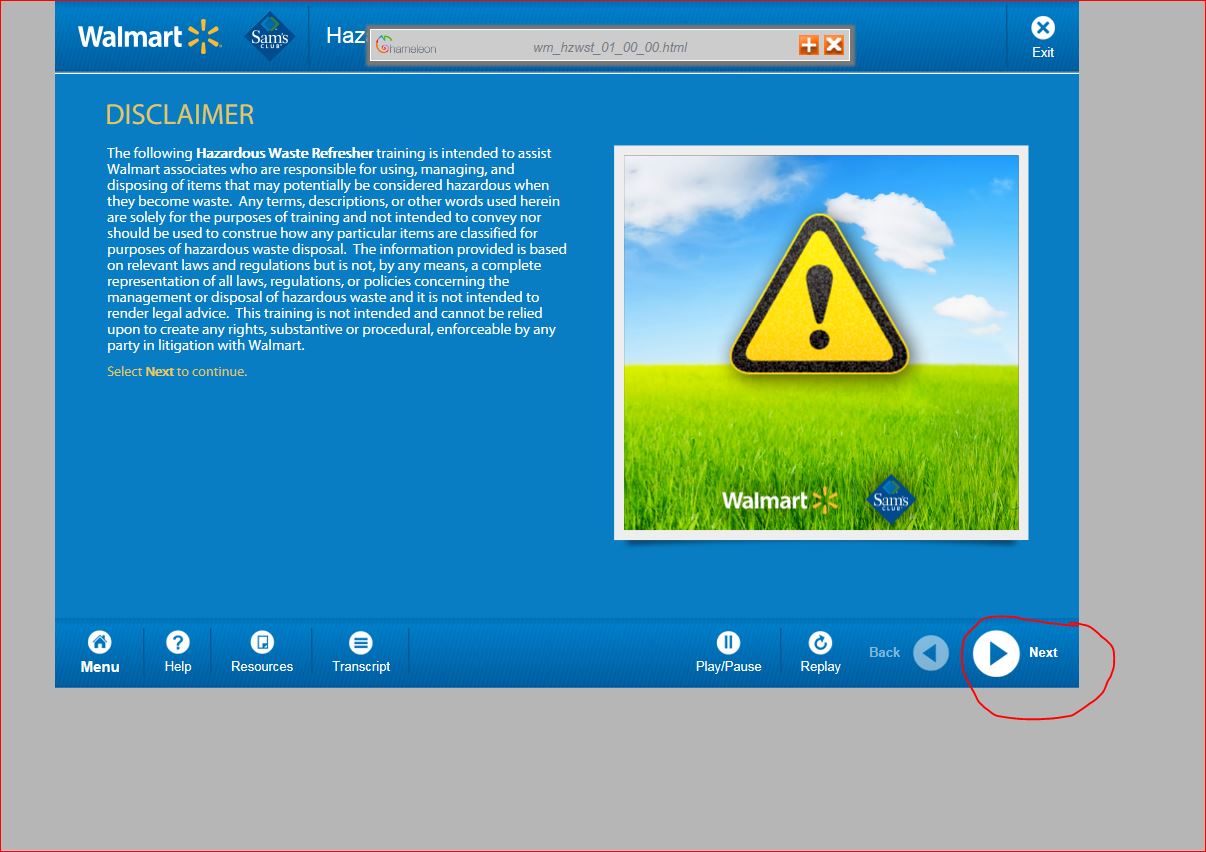 Walmart
Sam's
CLUB
Haz
Chameleon
wm_hzwst_01_00_00.html
Exit
DISCLAIMER
The following Hazardous Waste Refresher training is intended to assist
Walmart associates who are responsible for using, managing, and
disposing of items that may potentially be considered hazardous when
they become waste. Any terms, descriptions, or other words used herein
are solely for the purposes of training and not intended to convey nor
should be used to construe how any particular items are classified for
purposes of hazardous waste disposal. The information provided is based
on relevant laws and regulations but is not, by any means, a complete
representation of all laws, regulations, or policies concerning the
management or disposal of hazardous waste and it is not intended to
render legal advice. This training is not intended and cannot be relied
upon to create any rights, substantive or procedural, enforceable by any
party in litigation with Walmart.
Select Next to continue.
Walmart
Sam's
CLUB
Menu
Help
Resources
Transcript
Play/Pause
Replay
Back
Next